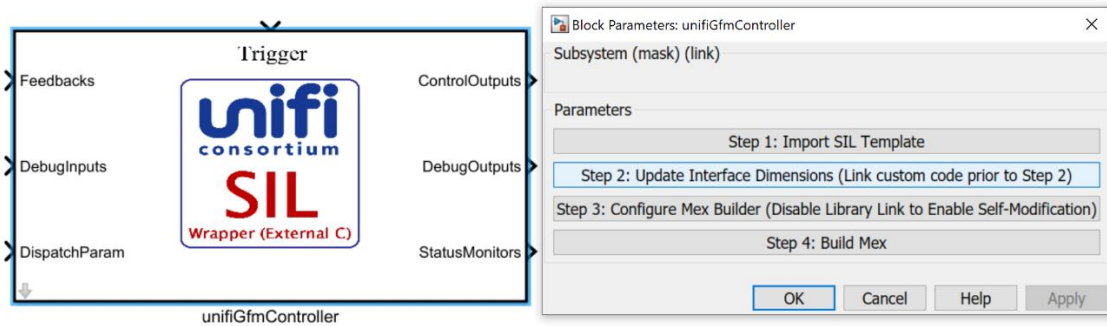 Trigger
Feedbacks
DebugInputs
DispatchParam
unifi
consortium
SIL
Wrapper (External C)
ControlOutputs
DebugOutputs
StatusMonitors
unifiGfmController
Block Parameters: unifiGfmController
Subsystem (mask) (link)
Parameters
Step 1: Import SIL Template
Step 2: Update Interface Dimensions (Link custom code prior to Step 2)
Step 3: Configure Mex Builder (Disable Library Link to Enable Self-Modification)
Step 4: Build Mex
OK Cancel Help Apply